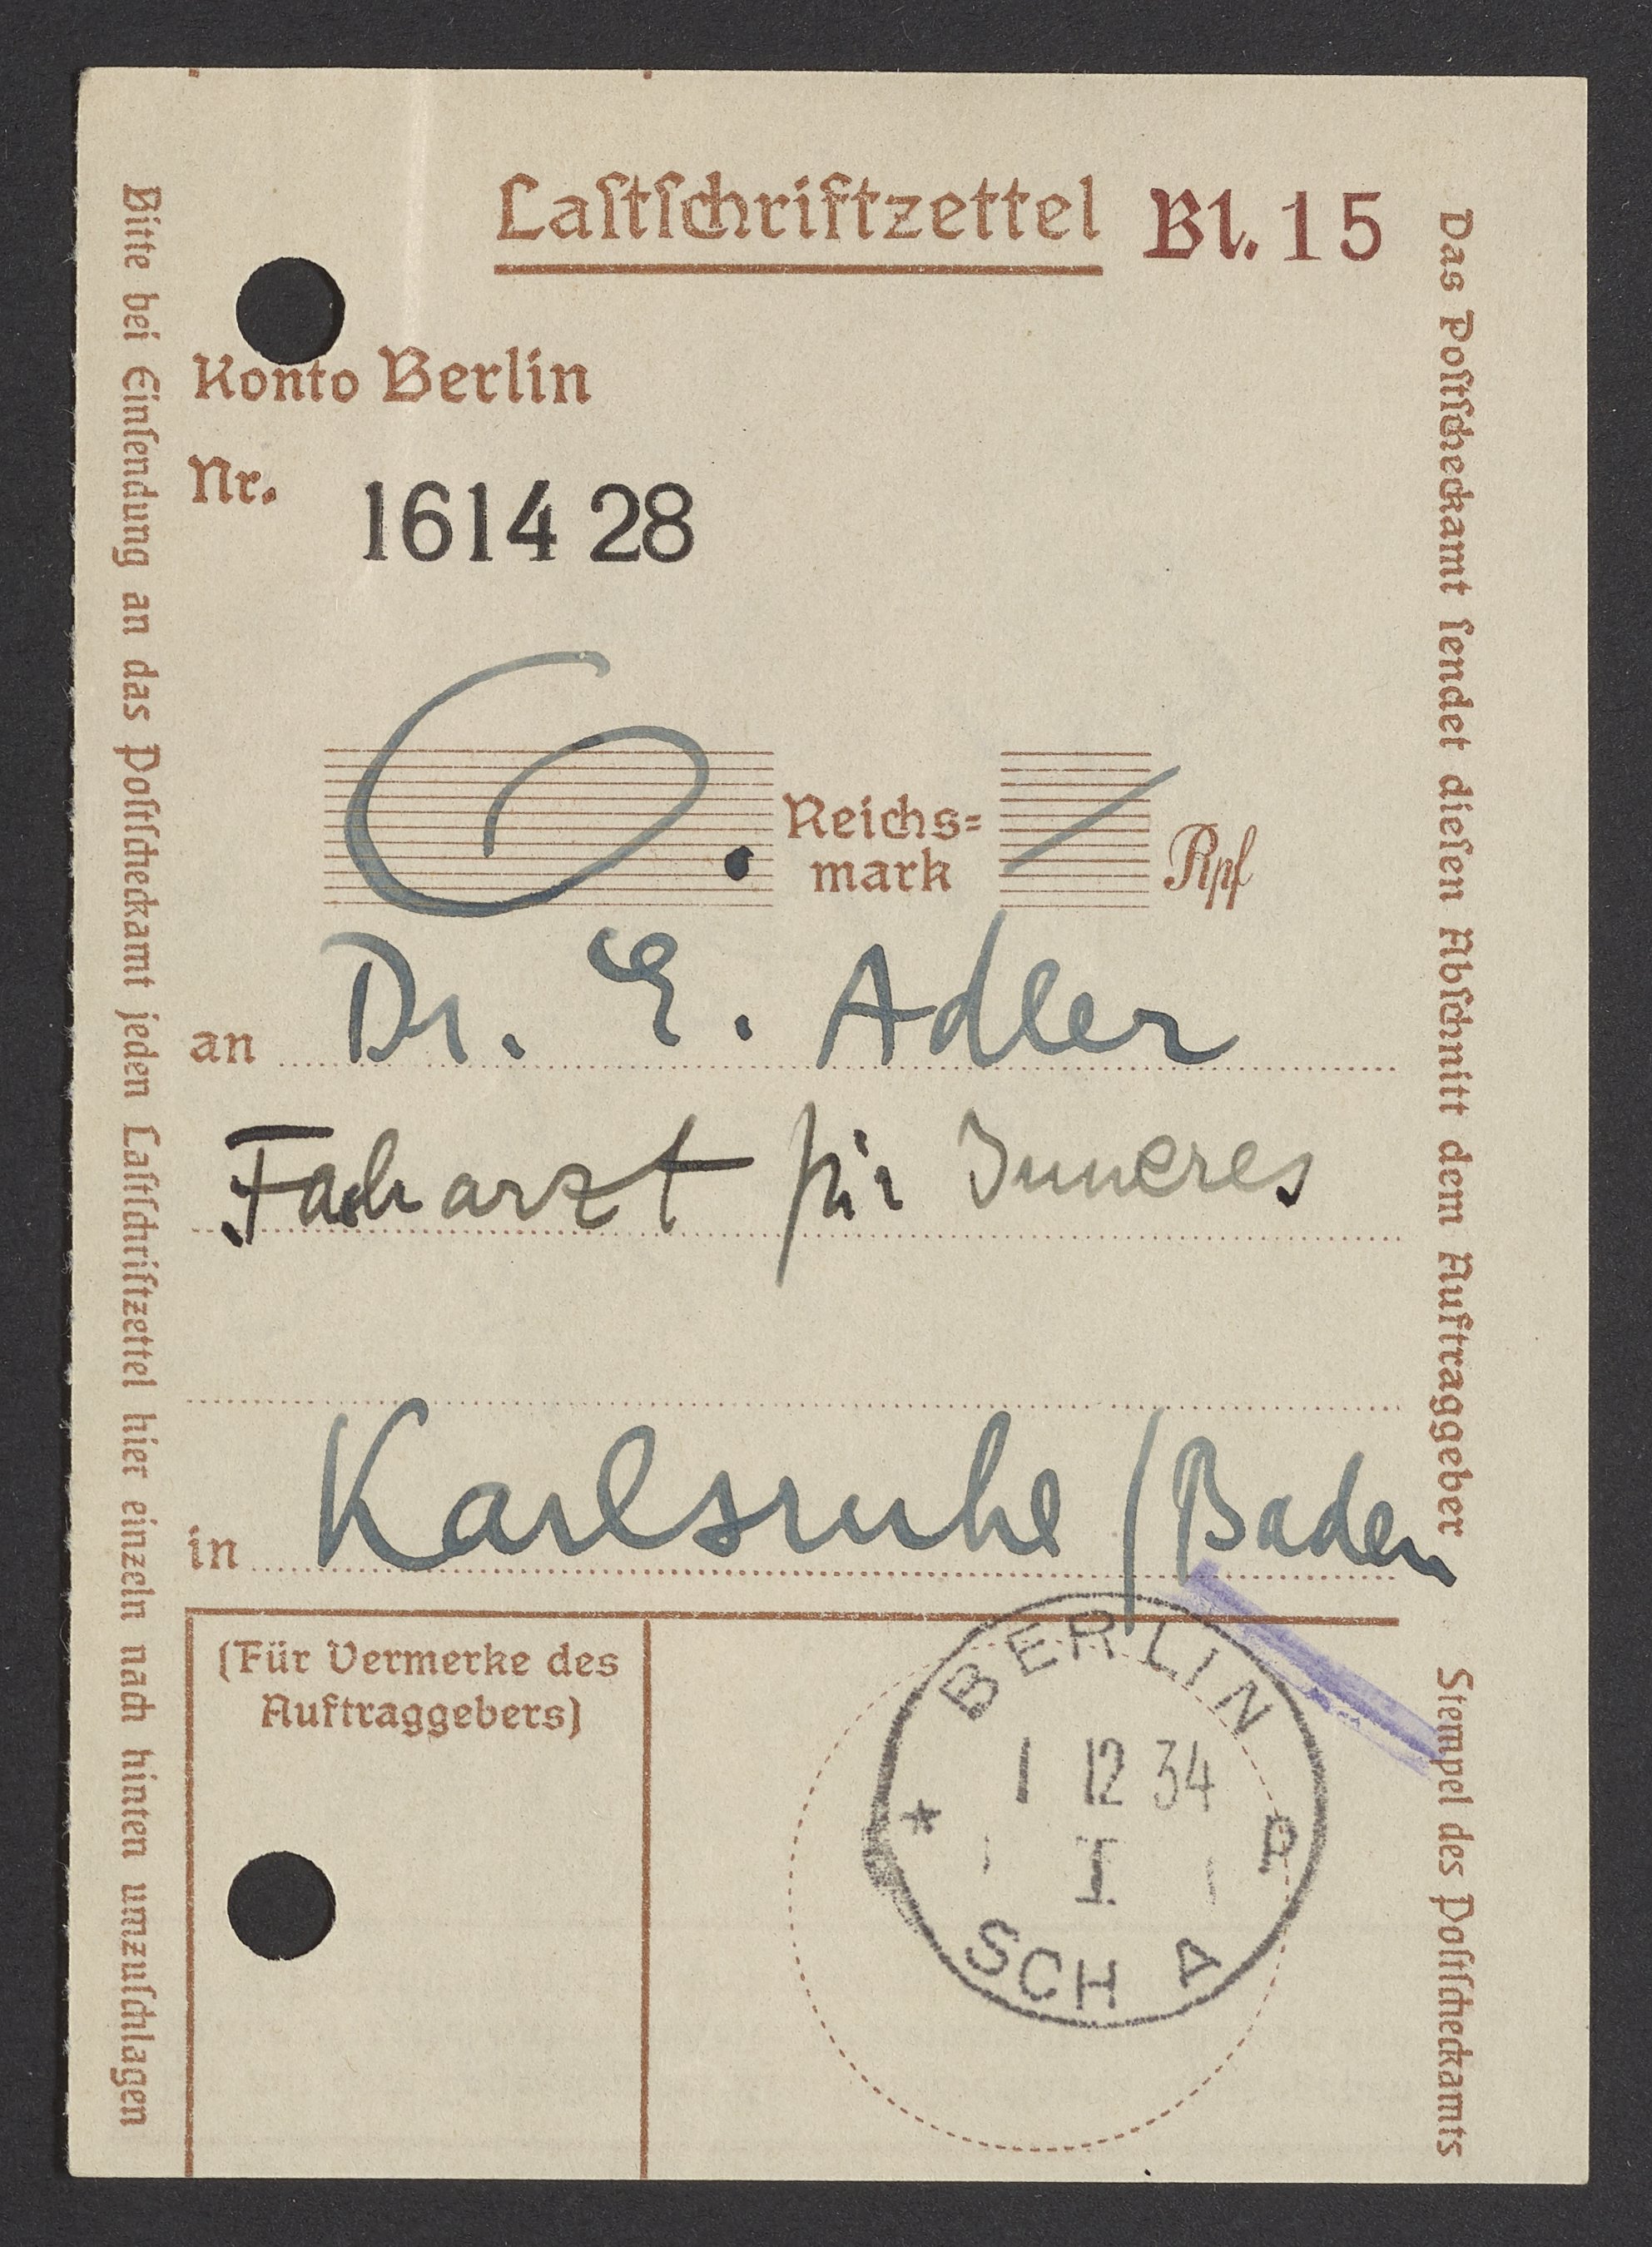 Laſtſchriftzettel Bl. 15
Konto Berlin
Nr. 1614 28
6. Reichs=
mark — Rpf
an Dr. E. Adler
Facharzt für Inneres
in Karlsruhe / Baden
(Für Vermerke des
Auftraggebers)
BERLIN
1 12 34
* I P
SCH A
Bitte bei Einſendung an das Poſtſcheckamt jeden Laſtſchriftzettel hier einzeln nach hinten umzuſchlagen
Das Poſtſcheckamt ſendet dieſen Abſchnitt dem Auftraggeber
Stempel des Poſtſcheckamts